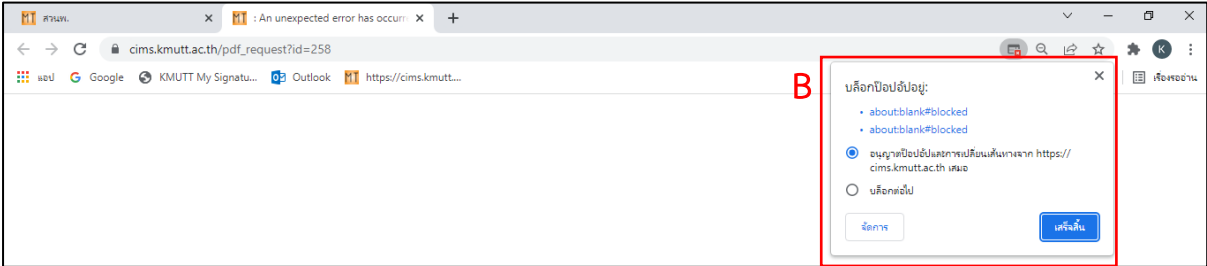 MT สวนพ.
MT : An unexpected error has occurr
cims.kmutt.ac.th/pdf_request?id=258
K
แอป
G Google
KMUTT My Signatu...
Outlook
MT https://cims.kmutt....
เรื่องรออ่าน
B
บล็อกป๊อปอัปอยู่:
• about:blank#blocked
• about:blank#blocked
อนุญาตป๊อปอัปและการเปลี่ยนเส้นทางจาก https://
cims.kmutt.ac.th เสมอ
บล็อกต่อไป
จัดการ
เสร็จสิ้น